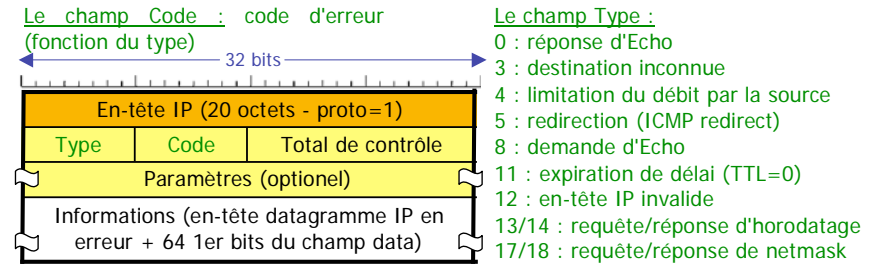 Le champ Code : code d'erreur
(fonction du type)
32 bits
En-tête IP (20 octets - proto=1)
Type Code Total de contrôle
Paramètres (optionel)
Informations (en-tête datagramme IP en
erreur + 64 1er bits du champ data)
Le champ Type :
0 : réponse d'Echo
3 : destination inconnue
4 : limitation du débit par la source
5 : redirection (ICMP redirect)
8 : demande d'Echo
11 : expiration de délai (TTL=0)
12 : en-tête IP invalide
13/14 : requête/réponse d'horodatage
17/18 : requête/réponse de netmask